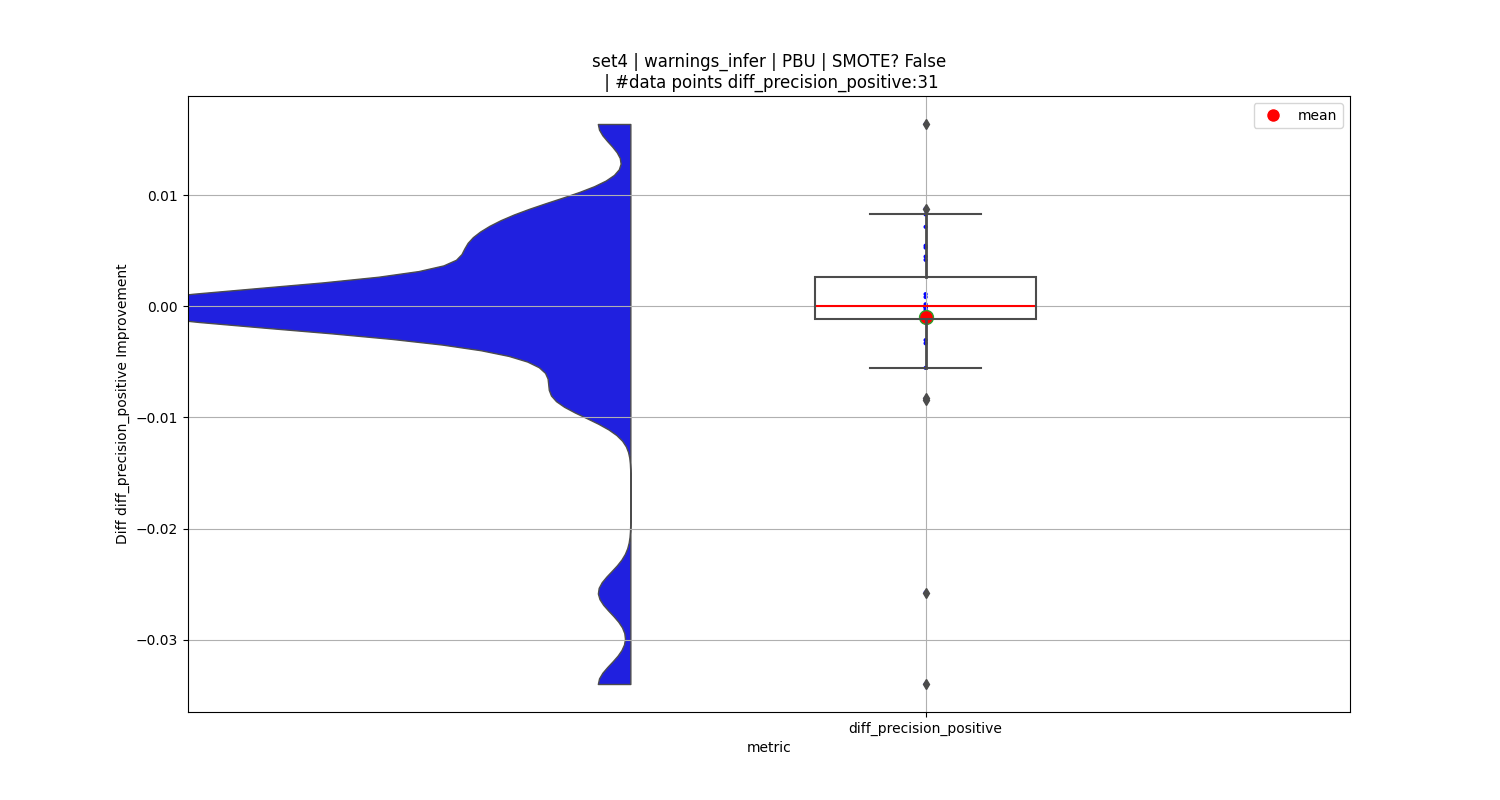 set4 | warnings_infer | PBU | SMOTE? False
| #data points diff_precision_positive:31
mean
0.01
0.00
−0.01
−0.02
−0.03
Diff diff_precision_positive Improvement
diff_precision_positive
metric